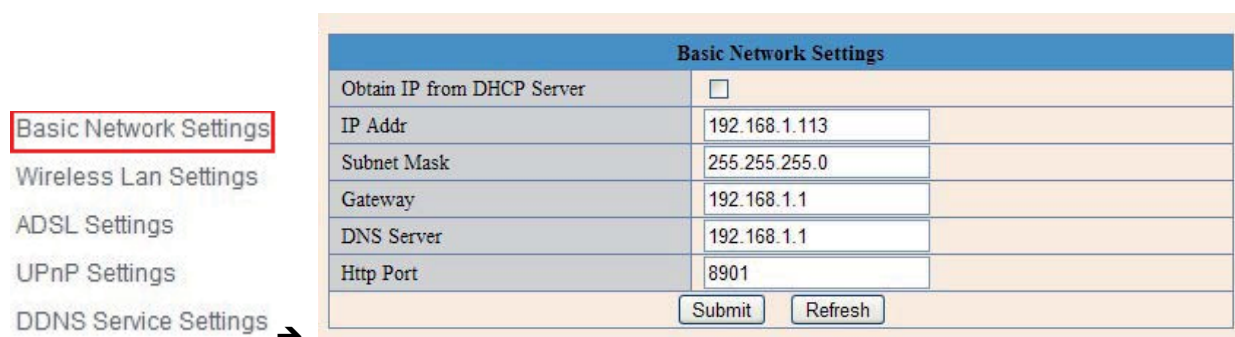 Basic Network Settings
Wireless Lan Settings
ADSL Settings
UPnP Settings
DDNS Service Settings ➔
Basic Network Settings
Obtain IP from DHCP Server
IP Addr 192.168.1.113
Subnet Mask 255.255.255.0
Gateway 192.168.1.1
DNS Server 192.168.1.1
Http Port 8901
Submit Refresh